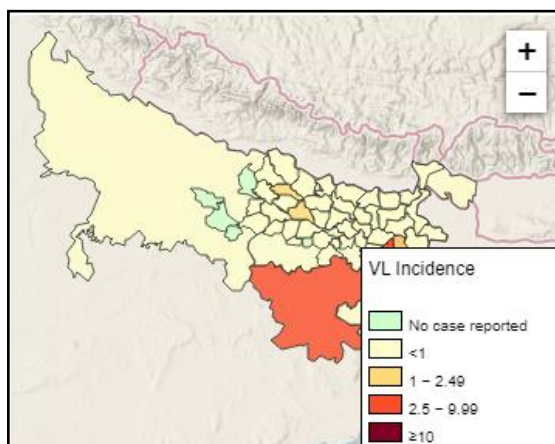 +
−
VL Incidence
No case reported
<1
1 – 2.49
2.5 – 9.99
≥10